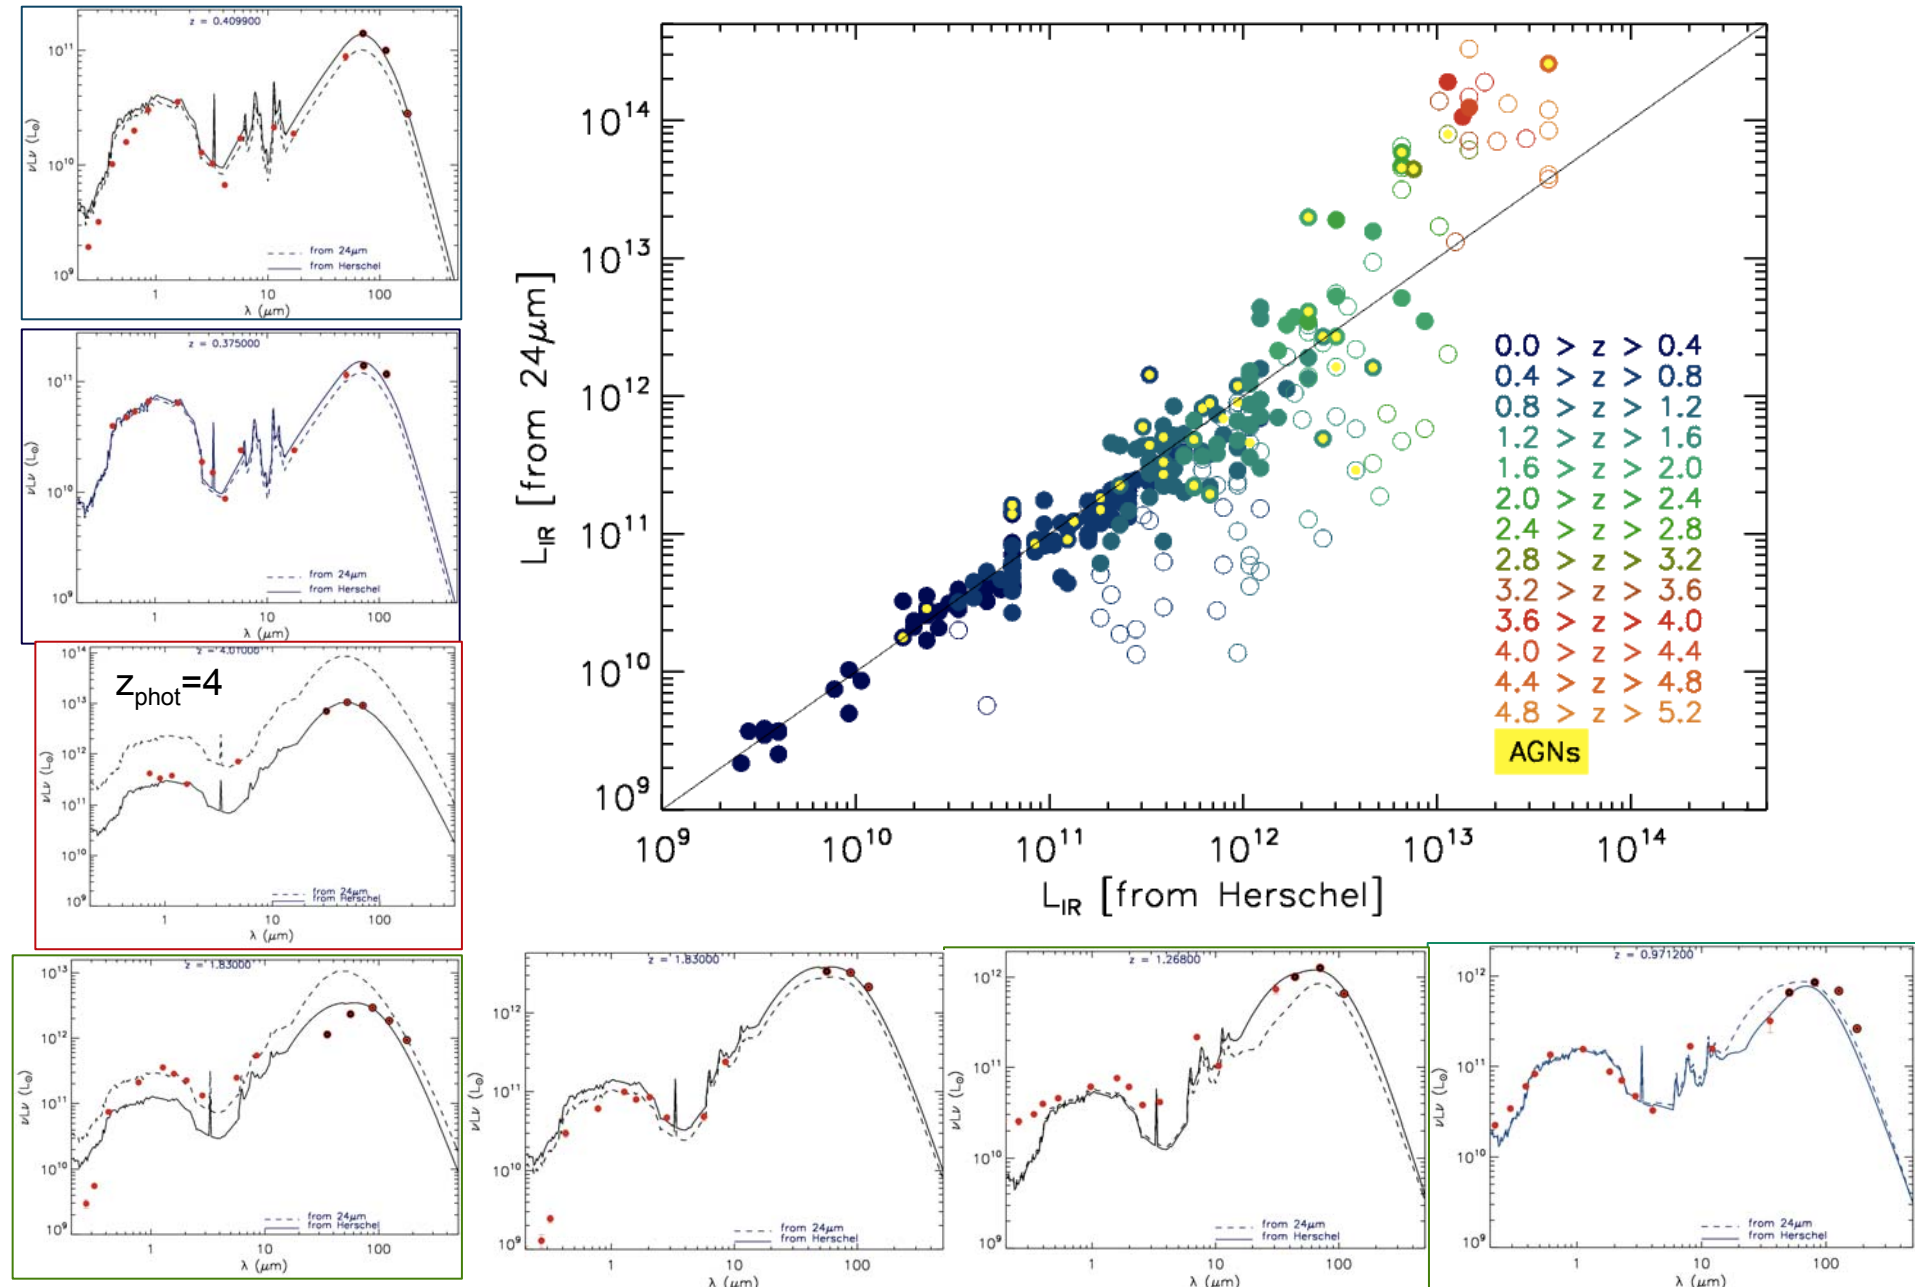 z = 0.409900
10¹¹
10¹⁰
10⁹
νLν (L⊙)
from 24μm
from Herschel
1 10 100
λ (μm)
z = 0.375000
10¹¹
10¹⁰
10⁹
νLν (L⊙)
from 24μm
from Herschel
1 10 100
λ (μm)
z = 4.01000
z_phot=4
10¹⁴
10¹³
10¹²
10¹¹
10¹⁰
10⁹
νLν (L⊙)
from 24μm
from Herschel
1 10 100
λ (μm)
10¹⁴
10¹³
10¹²
10¹¹
10¹⁰
10⁹
L_IR [from 24μm]
0.0 > z > 0.4
0.4 > z > 0.8
0.8 > z > 1.2
1.2 > z > 1.6
1.6 > z > 2.0
2.0 > z > 2.4
2.4 > z > 2.8
2.8 > z > 3.2
3.2 > z > 3.6
3.6 > z > 4.0
4.0 > z > 4.4
4.4 > z > 4.8
4.8 > z > 5.2
AGNs
10⁹ 10¹⁰ 10¹¹ 10¹² 10¹³ 10¹⁴
L_IR [from Herschel]
z = 1.83000
10¹³
10¹²
10¹¹
10¹⁰
10⁹
νLν (L⊙)
from 24μm
from Herschel
1 10 100
λ (μm)
z = 1.83000
10¹²
10¹¹
10¹⁰
10⁹
νLν (L⊙)
from 24μm
from Herschel
1 10 100
λ (μm)
z = 1.26800
10¹²
10¹¹
10¹⁰
10⁹
νLν (L⊙)
from 24μm
from Herschel
1 10 100
λ (μm)
z = 0.971200
10¹²
10¹¹
10¹⁰
10⁹
νLν (L⊙)
from 24μm
from Herschel
1 10 100
λ (μm)